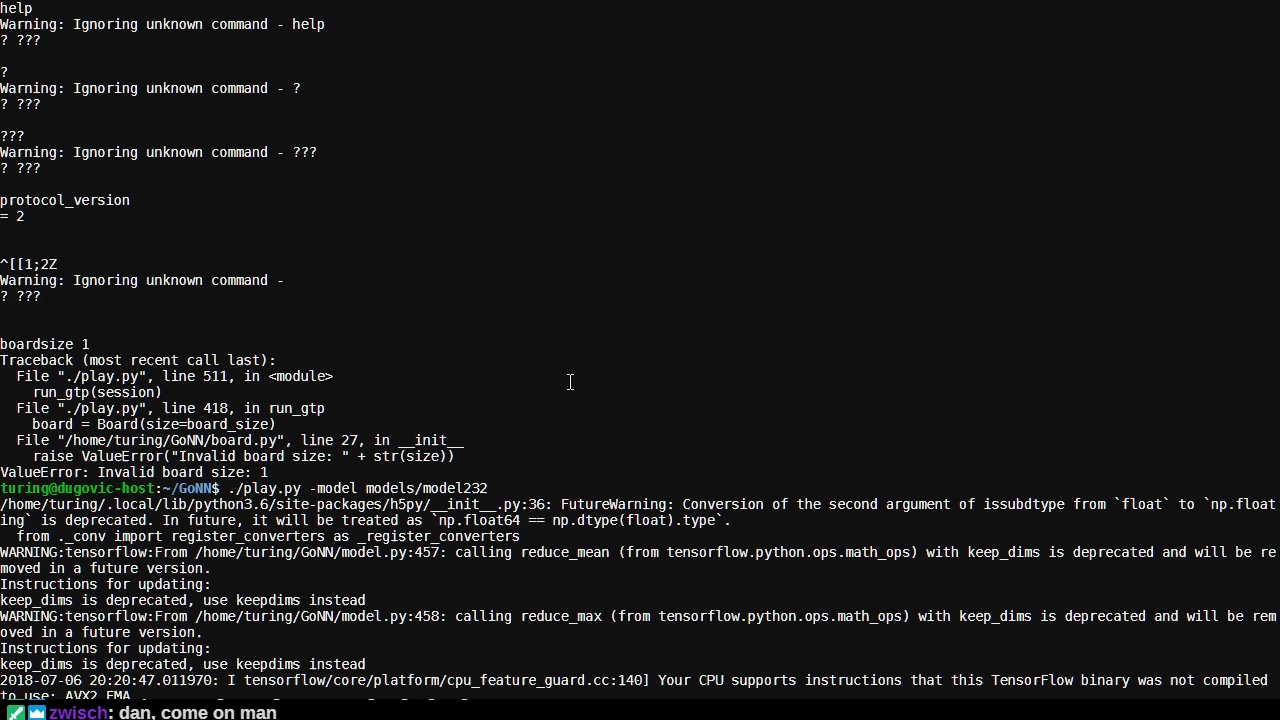 help
Warning: Ignoring unknown command - help
? ???
?
Warning: Ignoring unknown command - ?
? ???
???
Warning: Ignoring unknown command - ???
? ???
protocol_version
= 2
^[[1;2Z
Warning: Ignoring unknown command -
? ???
boardsize 1
Traceback (most recent call last):
  File "./play.py", line 511, in <module>
    run_gtp(session)
  File "./play.py", line 418, in run_gtp
    board = Board(size=board_size)
  File "/home/turing/GoNN/board.py", line 27, in __init__
    raise ValueError("Invalid board size: " + str(size))
ValueError: Invalid board size: 1
turing@dugovic-host:~/GoNN$ ./play.py -model models/model232
/home/turing/.local/lib/python3.6/site-packages/h5py/__init__.py:36: FutureWarning: Conversion of the second argument of issubdtype from `float` to `np.float
ing` is deprecated. In future, it will be treated as `np.float64 == np.dtype(float).type`.
  from ._conv import register_converters as _register_converters
WARNING:tensorflow:From /home/turing/GoNN/model.py:457: calling reduce_mean (from tensorflow.python.ops.math_ops) with keep_dims is deprecated and will be re
moved in a future version.
Instructions for updating:
keep_dims is deprecated, use keepdims instead
WARNING:tensorflow:From /home/turing/GoNN/model.py:458: calling reduce_max (from tensorflow.python.ops.math_ops) with keep_dims is deprecated and will be rem
oved in a future version.
Instructions for updating:
keep_dims is deprecated, use keepdims instead
2018-07-06 20:20:47.011970: I tensorflow/core/platform/cpu_feature_guard.cc:140] Your CPU supports instructions that this TensorFlow binary was not compiled
to use: AVX2 FMA
zwisch: dan, come on man